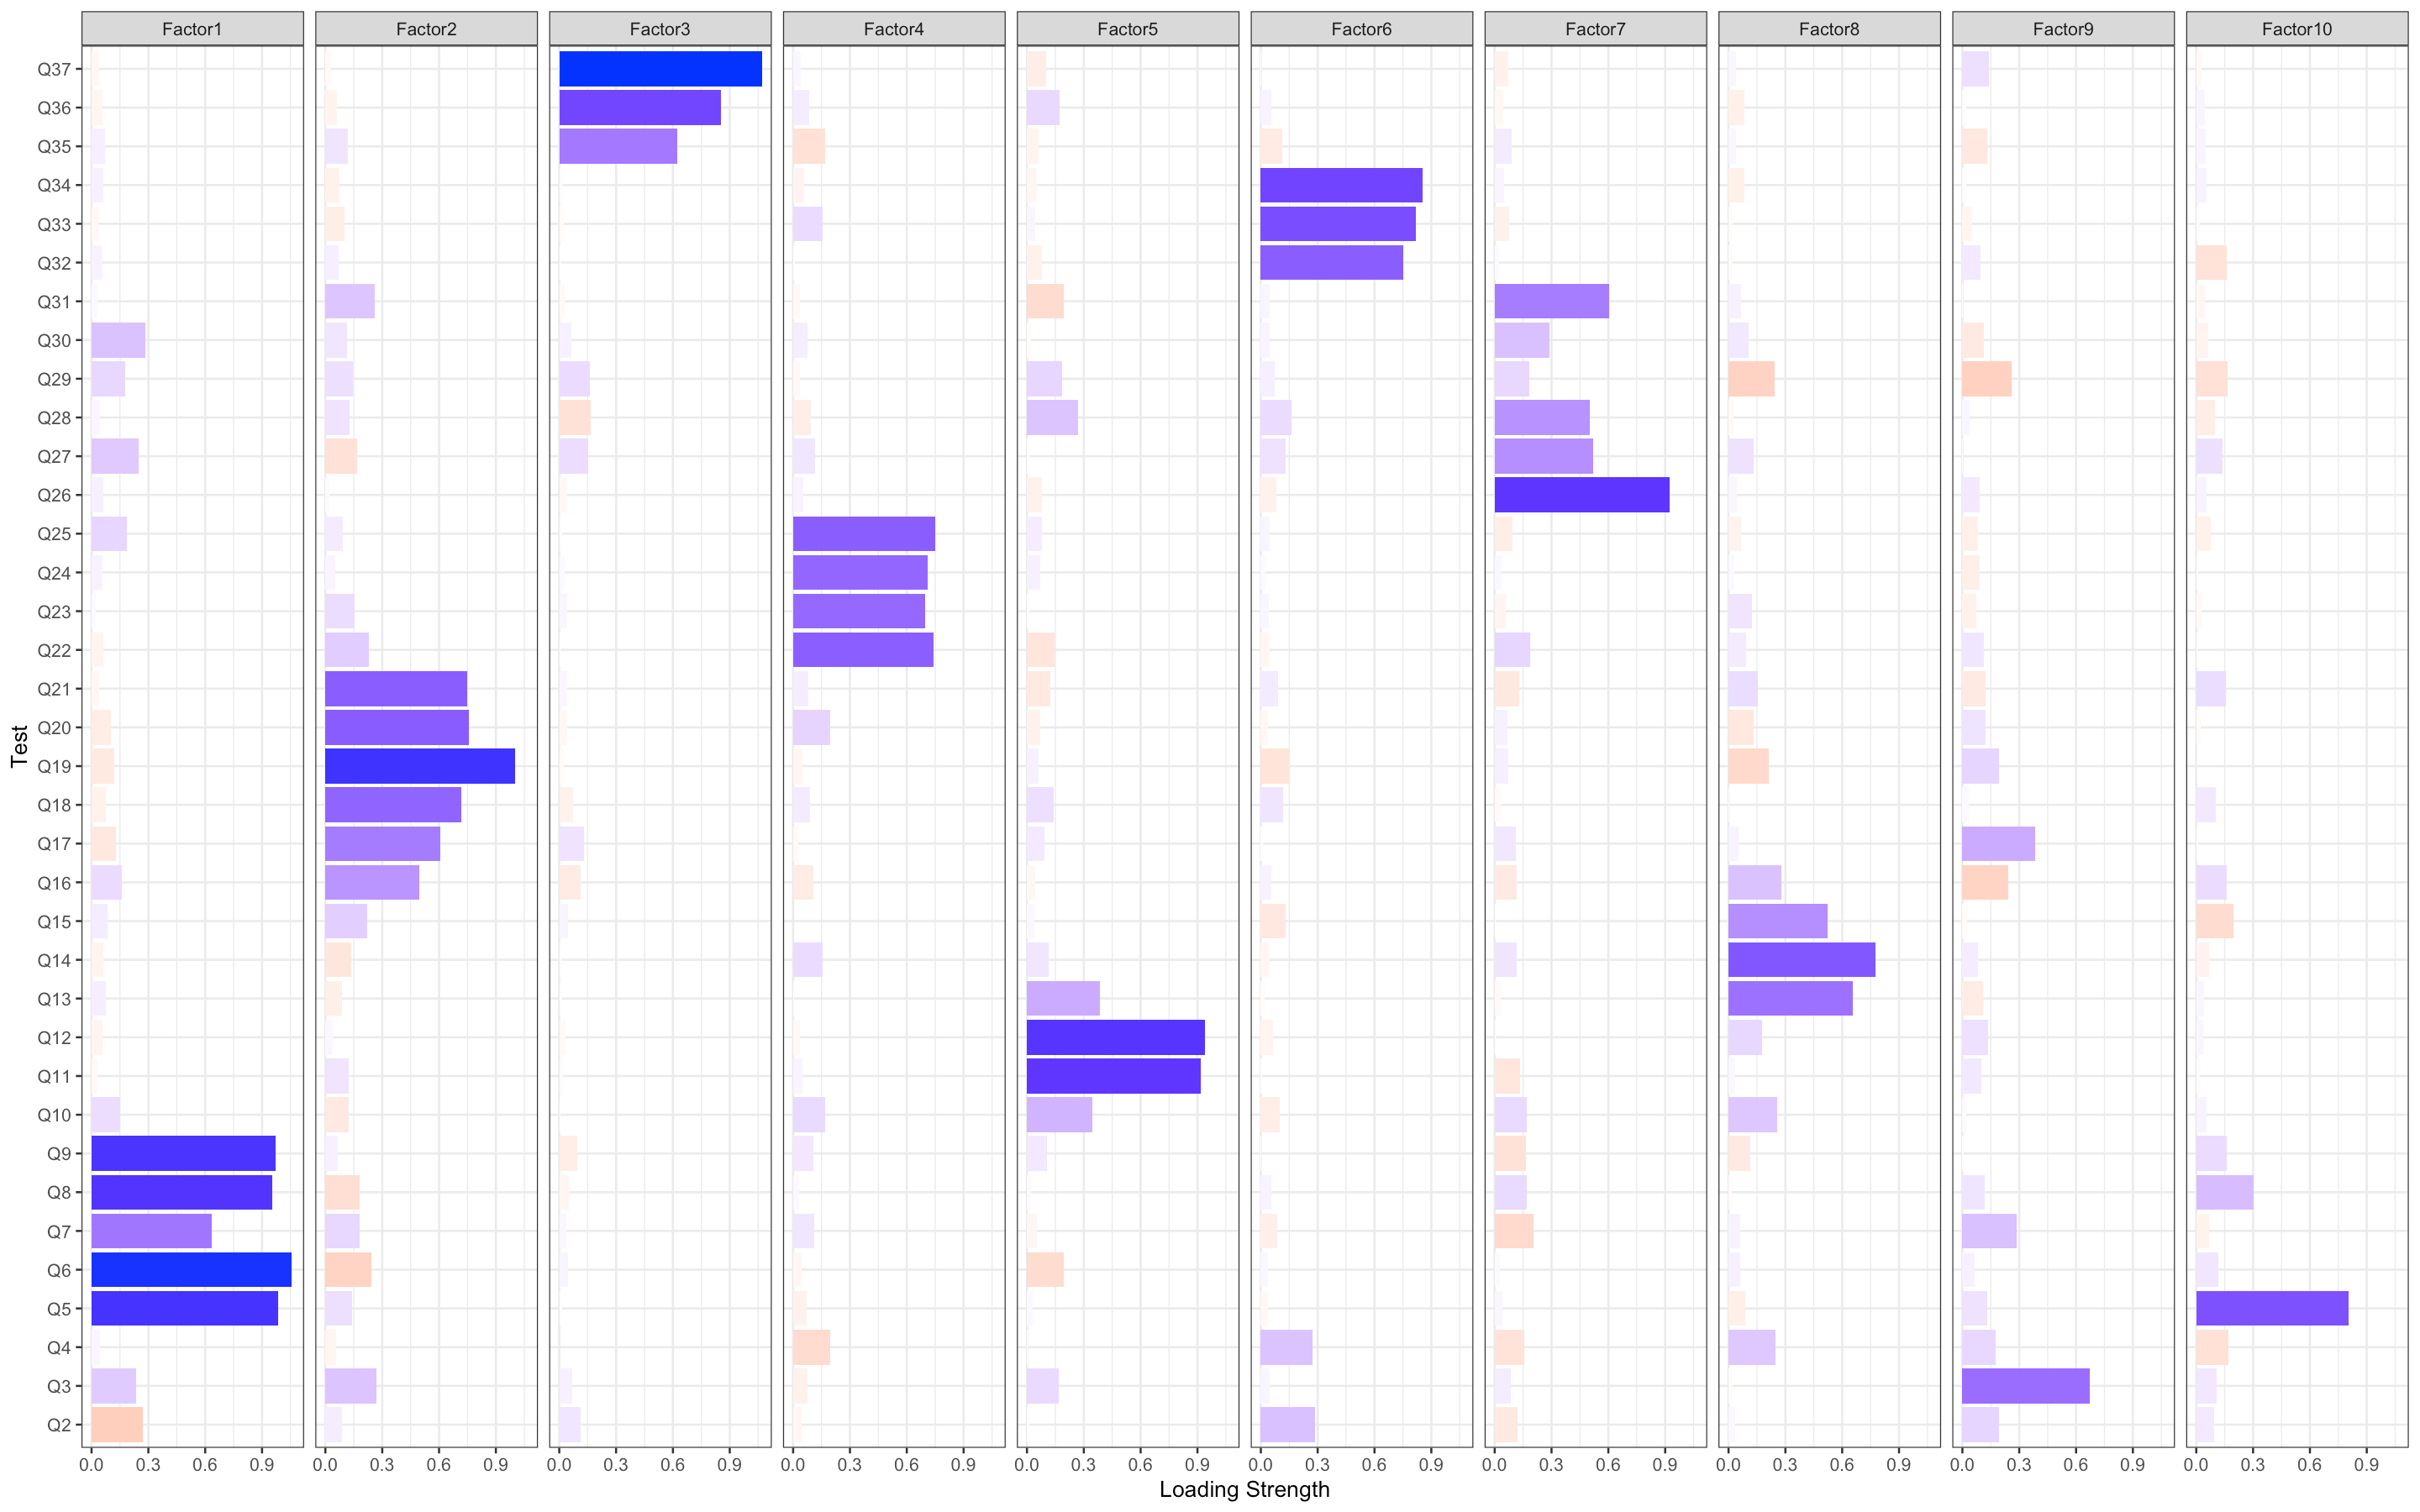 Factor1 Factor2 Factor3 Factor4 Factor5 Factor6 Factor7 Factor8 Factor9 Factor10
Q37
Q36
Q35
Q34
Q33
Q32
Q31
Q30
Q29
Q28
Q27
Q26
Q25
Q24
Q23
Q22
Q21
Q20
Test
Q19
Q18
Q17
Q16
Q15
Q14
Q13
Q12
Q11
Q10
Q9
Q8
Q7
Q6
Q5
Q4
Q3
Q2
0.0 0.3 0.6 0.9 0.0 0.3 0.6 0.9 0.0 0.3 0.6 0.9 0.0 0.3 0.6 0.9 0.0 0.3 0.6 0.9 0.0 0.3 0.6 0.9 0.0 0.3 0.6 0.9 0.0 0.3 0.6 0.9 0.0 0.3 0.6 0.9 0.0 0.3 0.6 0.9
Loading Strength